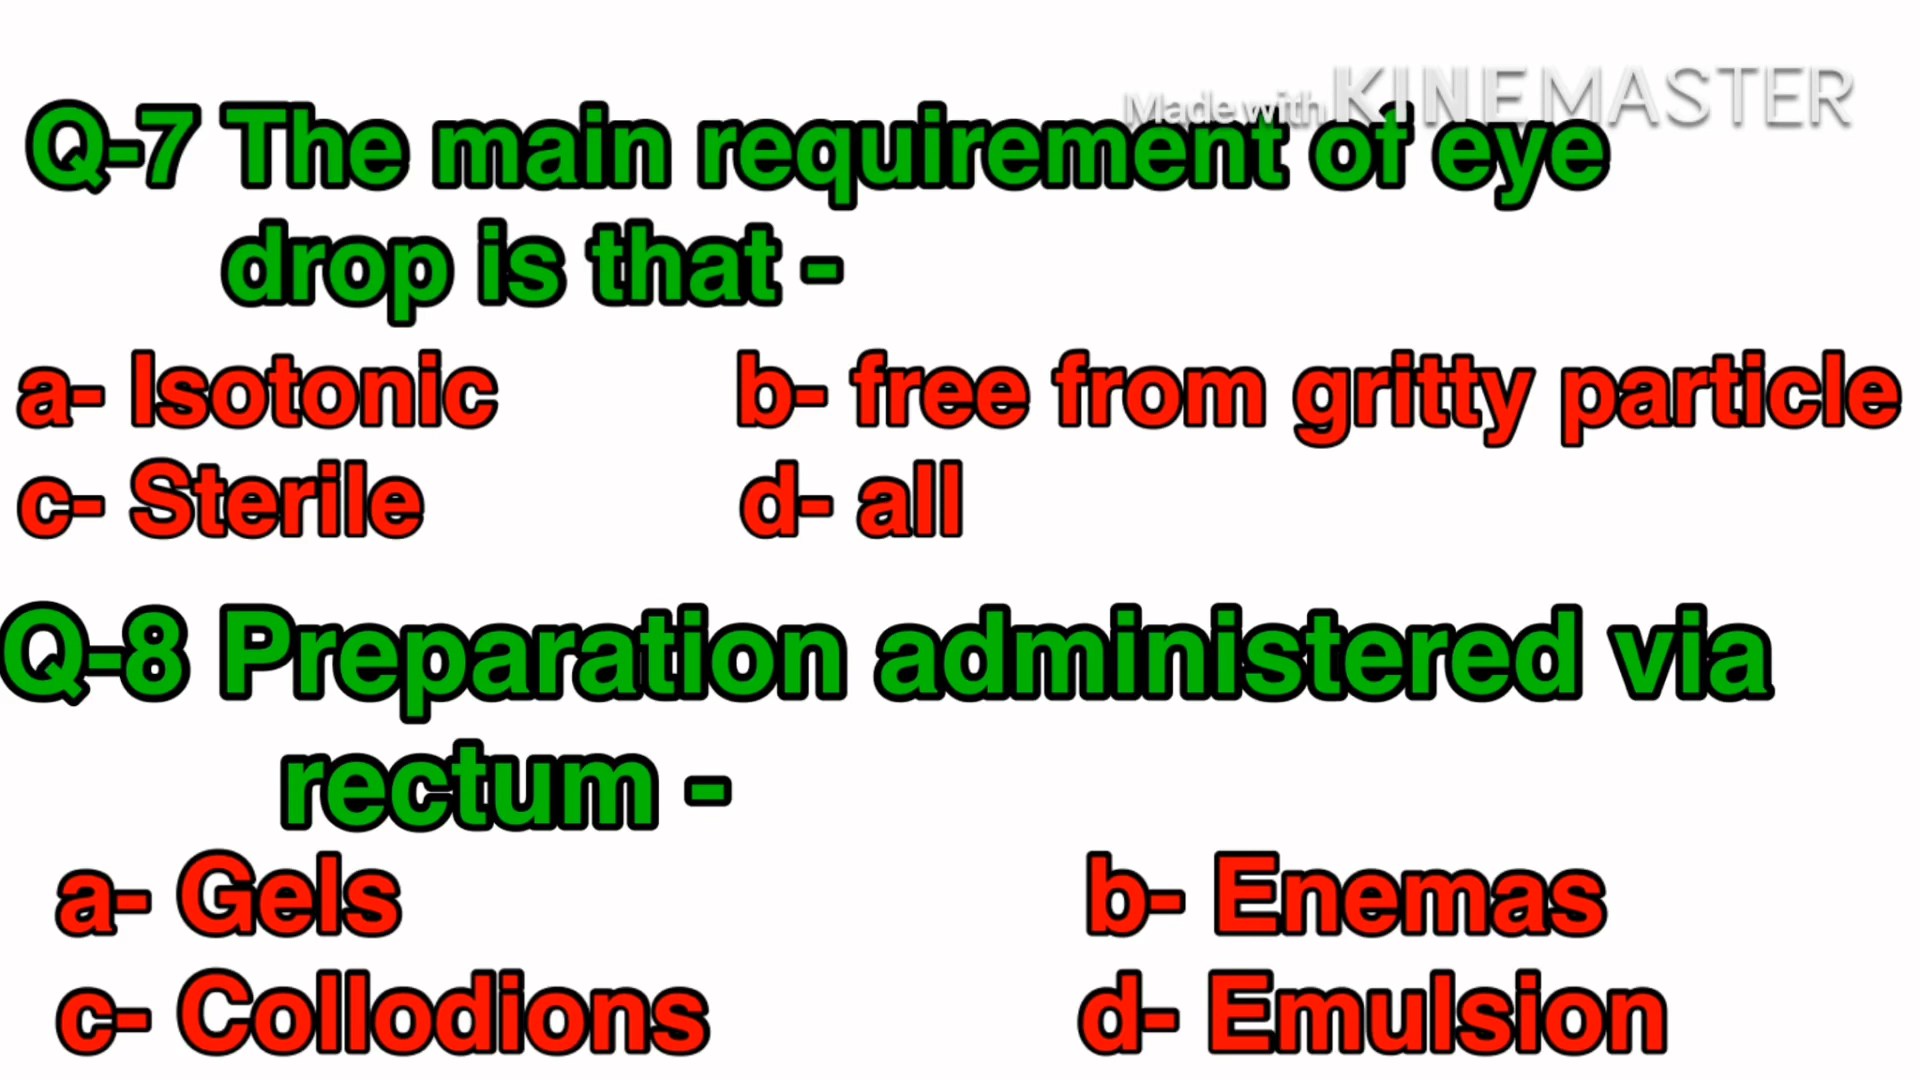 Made with KINEMASTER
Q-7 The main requirement of eye
drop is that -
a- Isotonic b- free from gritty particle
c- Sterile d- all
Q-8 Preparation administered via
rectum -
a- Gels b- Enemas
c- Collodions d- Emulsion